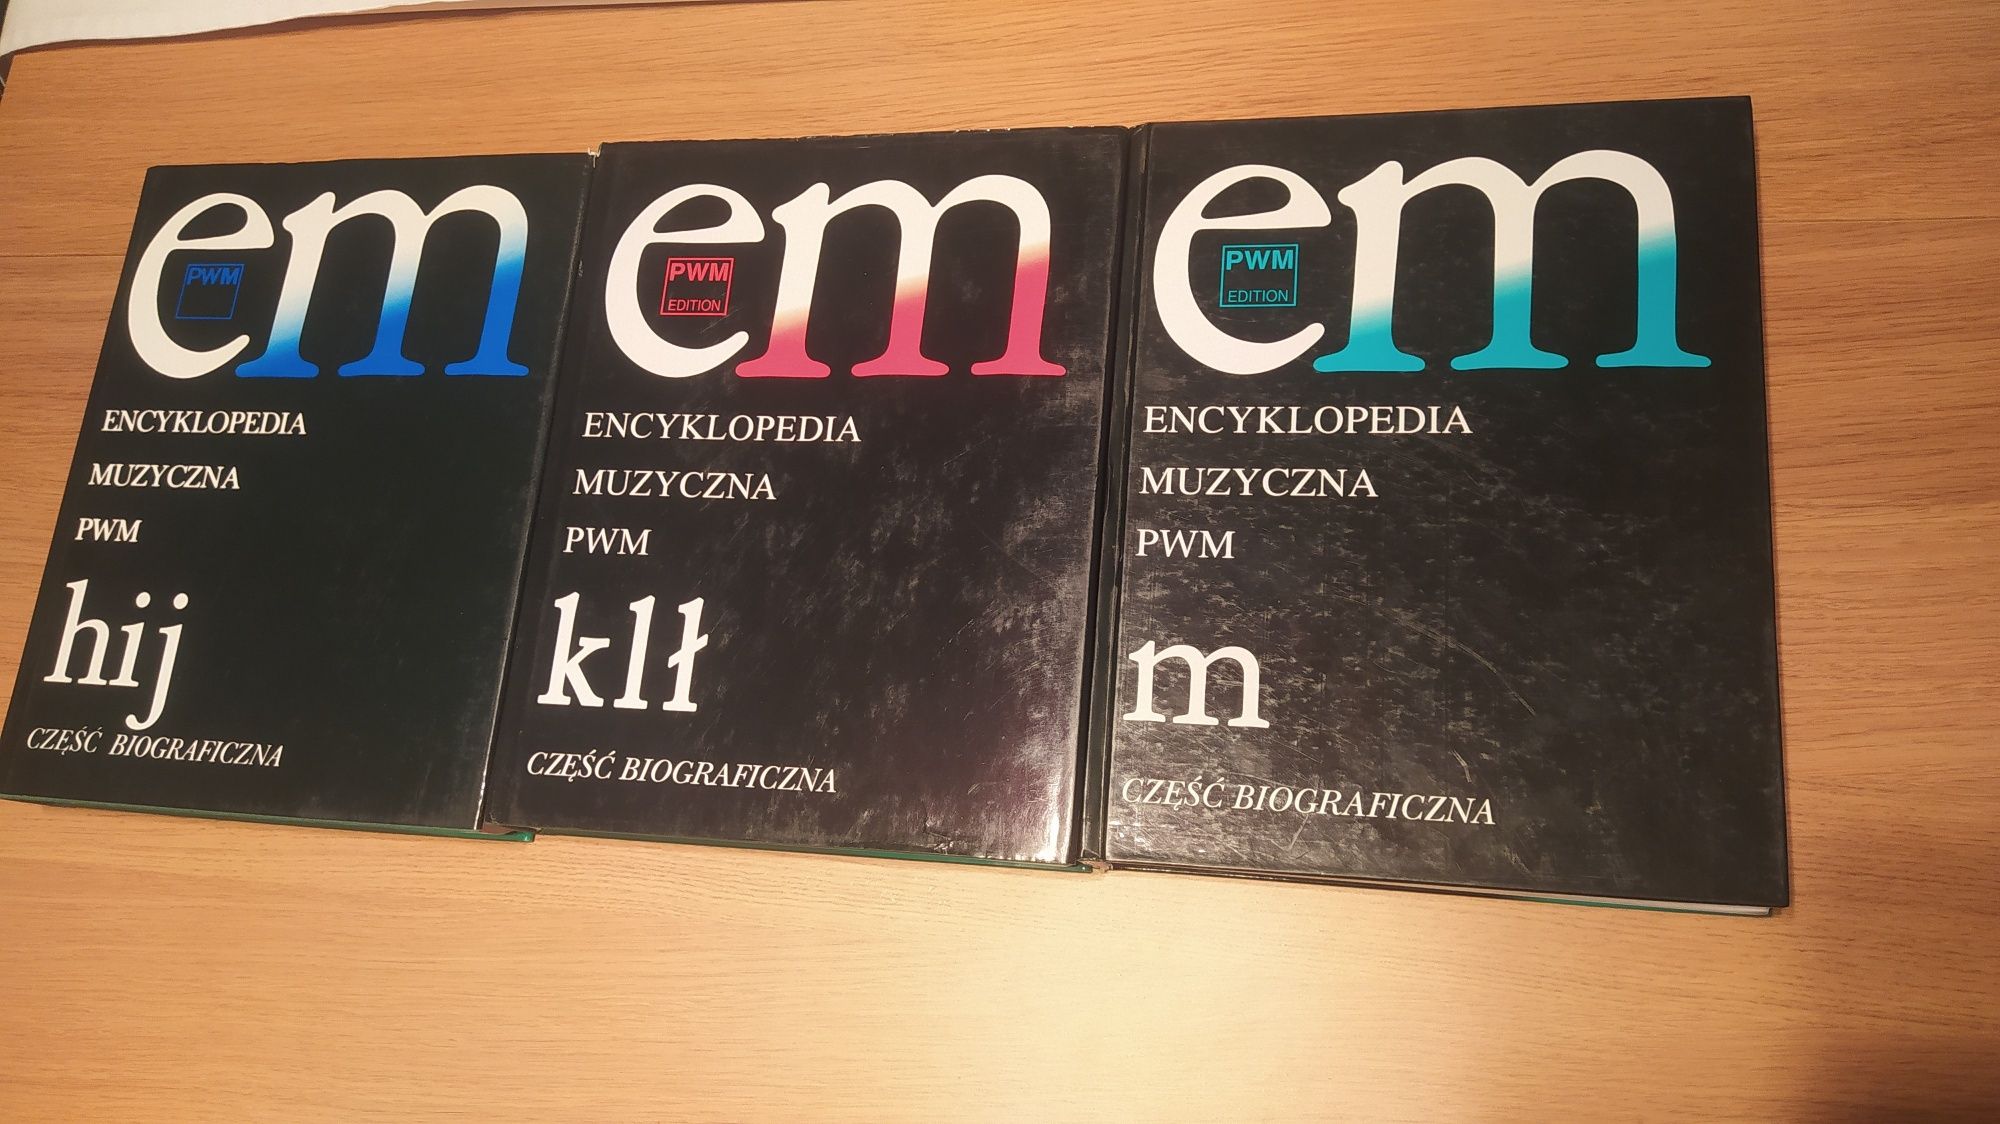 em
PWM
ENCYKLOPEDIA
MUZYCZNA
PWM
hij
CZĘŚĆ BIOGRAFICZNA
em
PWM
EDITION
ENCYKLOPEDIA
MUZYCZNA
PWM
klł
CZĘŚĆ BIOGRAFICZNA
em
PWM
EDITION
ENCYKLOPEDIA
MUZYCZNA
PWM
m
CZĘŚĆ BIOGRAFICZNA